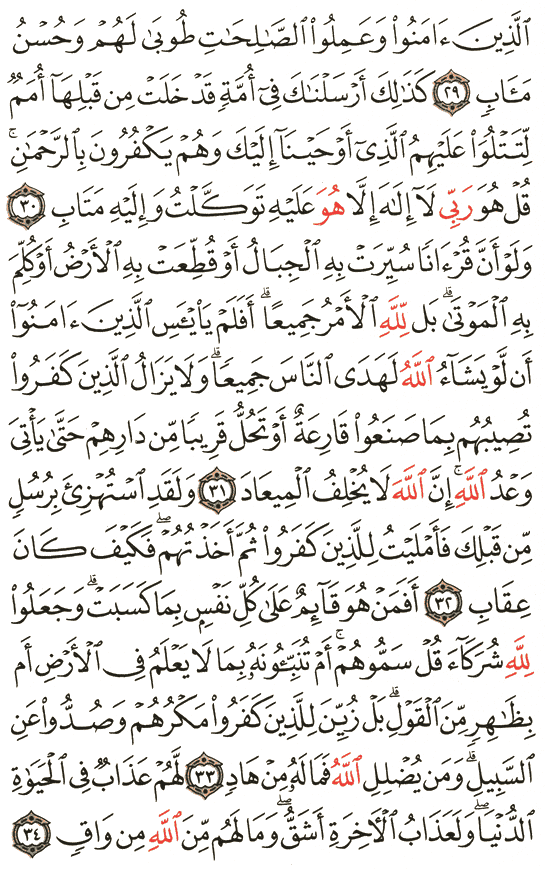 ٱلَّذِينَ ءَامَنُوا۟ وَعَمِلُوا۟ ٱلصَّـٰلِحَـٰتِ طُوبَىٰ لَهُمْ وَحُسْنُ
مَـَٔابٍ ٢٩ كَذَٰلِكَ أَرْسَلْنَـٰكَ فِىٓ أُمَّةٍ قَدْ خَلَتْ مِن قَبْلِهَآ أُمَمٌ
لِّتَتْلُوَا۟ عَلَيْهِمُ ٱلَّذِىٓ أَوْحَيْنَآ إِلَيْكَ وَهُمْ يَكْفُرُونَ بِٱلرَّحْمَـٰنِ ۚ
قُلْ هُوَ رَبِّى لَآ إِلَـٰهَ إِلَّا هُوَ عَلَيْهِ تَوَكَّلْتُ وَإِلَيْهِ مَتَابِ ٣٠
وَلَوْ أَنَّ قُرْءَانًا سُيِّرَتْ بِهِ ٱلْجِبَالُ أَوْ قُطِّعَتْ بِهِ ٱلْأَرْضُ أَوْ كُلِّمَ
بِهِ ٱلْمَوْتَىٰ ۗ بَل لِّلَّهِ ٱلْأَمْرُ جَمِيعًا ۗ أَفَلَمْ يَا۟يْـَٔسِ ٱلَّذِينَ ءَامَنُوٓا۟
أَن لَّوْ يَشَآءُ ٱللَّهُ لَهَدَى ٱلنَّاسَ جَمِيعًا ۗ وَلَا يَزَالُ ٱلَّذِينَ كَفَرُوا۟
تُصِيبُهُم بِمَا صَنَعُوا۟ قَارِعَةٌ أَوْ تَحُلُّ قَرِيبًا مِّن دَارِهِمْ حَتَّىٰ يَأْتِىَ
وَعْدُ ٱللَّهِ ۚ إِنَّ ٱللَّهَ لَا يُخْلِفُ ٱلْمِيعَادَ ٣١ وَلَقَدِ ٱسْتُهْزِئَ بِرُسُلٍ
مِّن قَبْلِكَ فَأَمْلَيْتُ لِلَّذِينَ كَفَرُوا۟ ثُمَّ أَخَذْتُهُمْ ۖ فَكَيْفَ كَانَ
عِقَابِ ٣٢ أَفَمَنْ هُوَ قَآئِمٌ عَلَىٰ كُلِّ نَفْسٍۭ بِمَا كَسَبَتْ ۗ وَجَعَلُوا۟
لِلَّهِ شُرَكَآءَ قُلْ سَمُّوهُمْ ۚ أَمْ تُنَبِّـُٔونَهُۥ بِمَا لَا يَعْلَمُ فِى ٱلْأَرْضِ أَم
بِظَـٰهِرٍ مِّنَ ٱلْقَوْلِ ۗ بَلْ زُيِّنَ لِلَّذِينَ كَفَرُوا۟ مَكْرُهُمْ وَصُدُّوا۟ عَنِ
ٱلسَّبِيلِ ۗ وَمَن يُضْلِلِ ٱللَّهُ فَمَا لَهُۥ مِنْ هَادٍ ٣٣ لَّهُمْ عَذَابٌ فِى ٱلْحَيَوٰةِ
ٱلدُّنْيَا ۖ وَلَعَذَابُ ٱلْـَٔاخِرَةِ أَشَقُّ ۖ وَمَا لَهُم مِّنَ ٱللَّهِ مِن وَاقٍ ٣٤